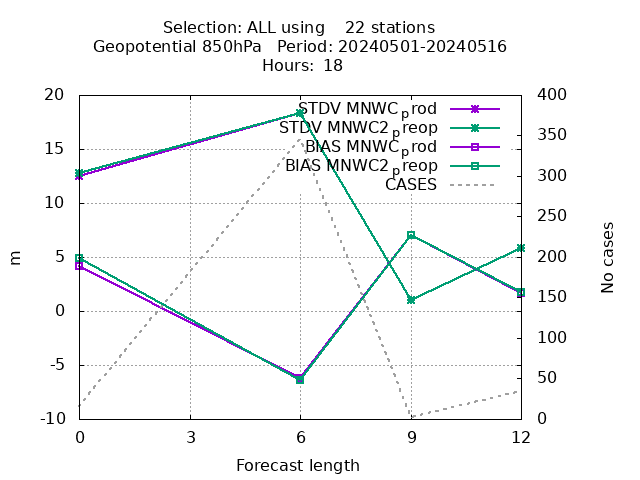 Selection: ALL using    22 stations
Geopotential 850hPa   Period: 20240501-20240516
Hours: 18
20
15
10
5
0
-5
-10
m
STDV MNWC_prod
STDV MNWC2_preop
BIAS MNWC_prod
BIAS MNWC2_preop
CASES
400
350
300
250
200
150
100
50
0
No cases
0 3 6 9 12
Forecast length